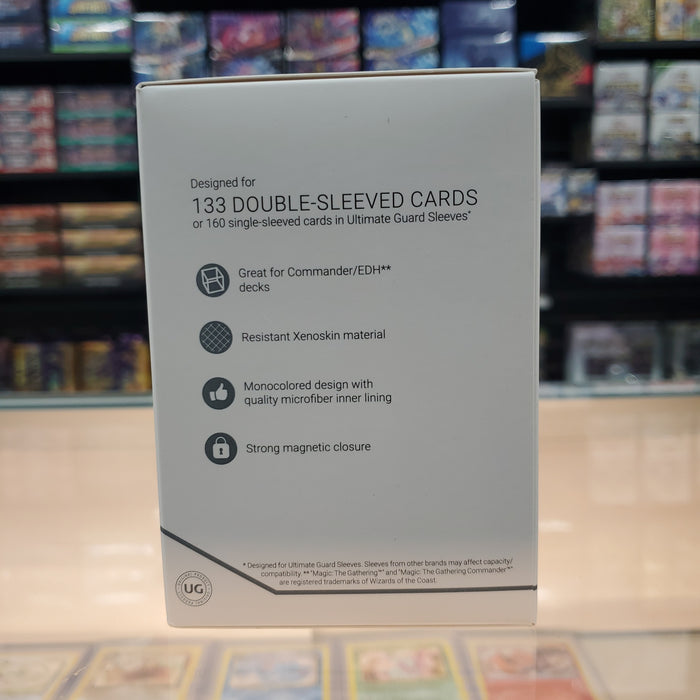 Designed for
133 DOUBLE-SLEEVED CARDS
or 160 single-sleeved cards in Ultimate Guard Sleeves*
Great for Commander/EDH**
decks
Resistant Xenoskin material
Monocolored design with
quality microfiber inner lining
Strong magnetic closure
* Designed for Ultimate Guard Sleeves. Sleeves from other brands may affect capacity/
compatibility. ** "Magic: The Gathering™" and "Magic: The Gathering Commander™"
are registered trademarks of Wizards of the Coast.
UG